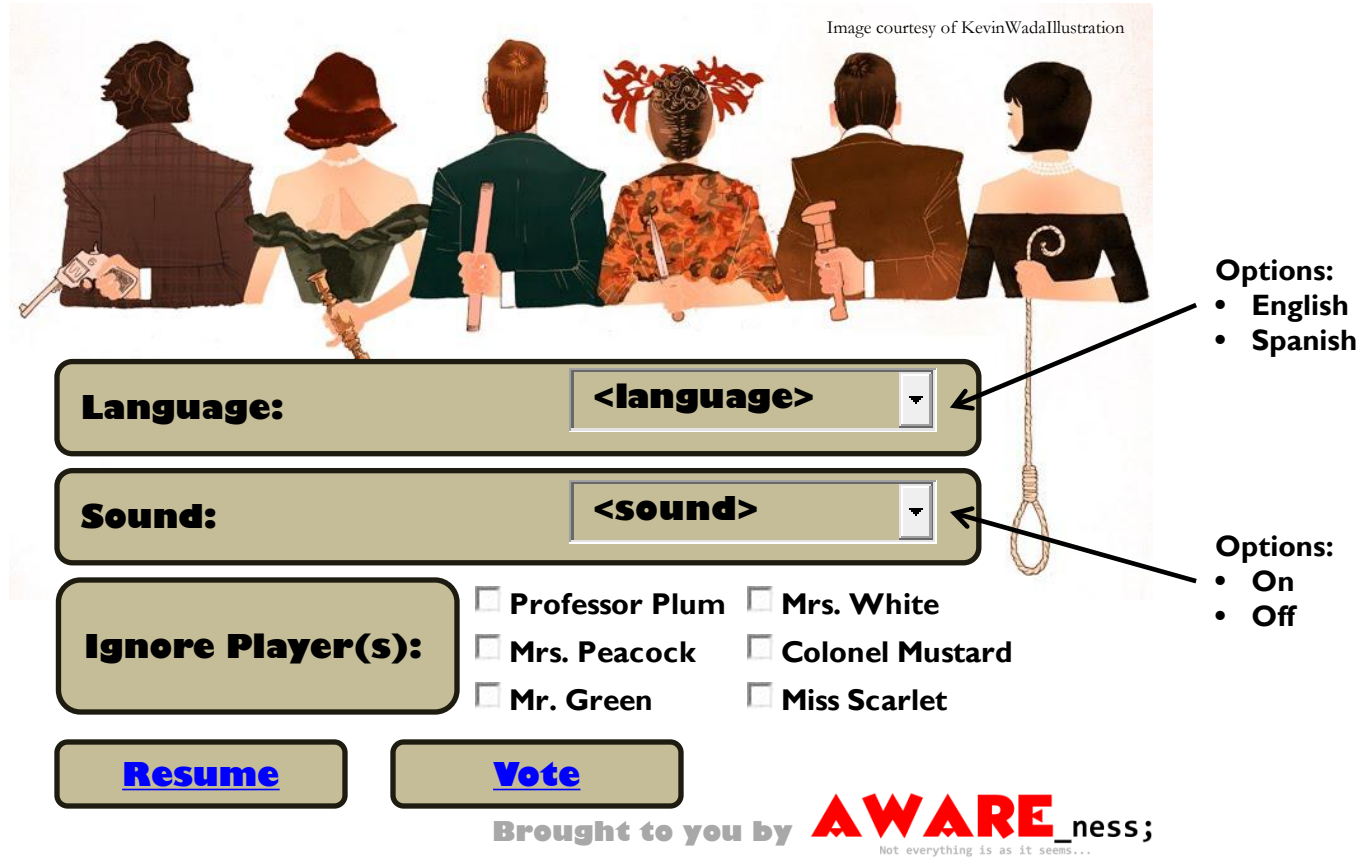 Image courtesy of KevinWadaIllustration
Options:
• English
• Spanish
Language:
<language>
Sound:
<sound>
Options:
• On
• Off
Ignore Player(s):
Professor Plum
Mrs. White
Mrs. Peacock
Colonel Mustard
Mr. Green
Miss Scarlet
Resume
Vote
Brought to you by AWARE_ness;
Not everything is as it seems...